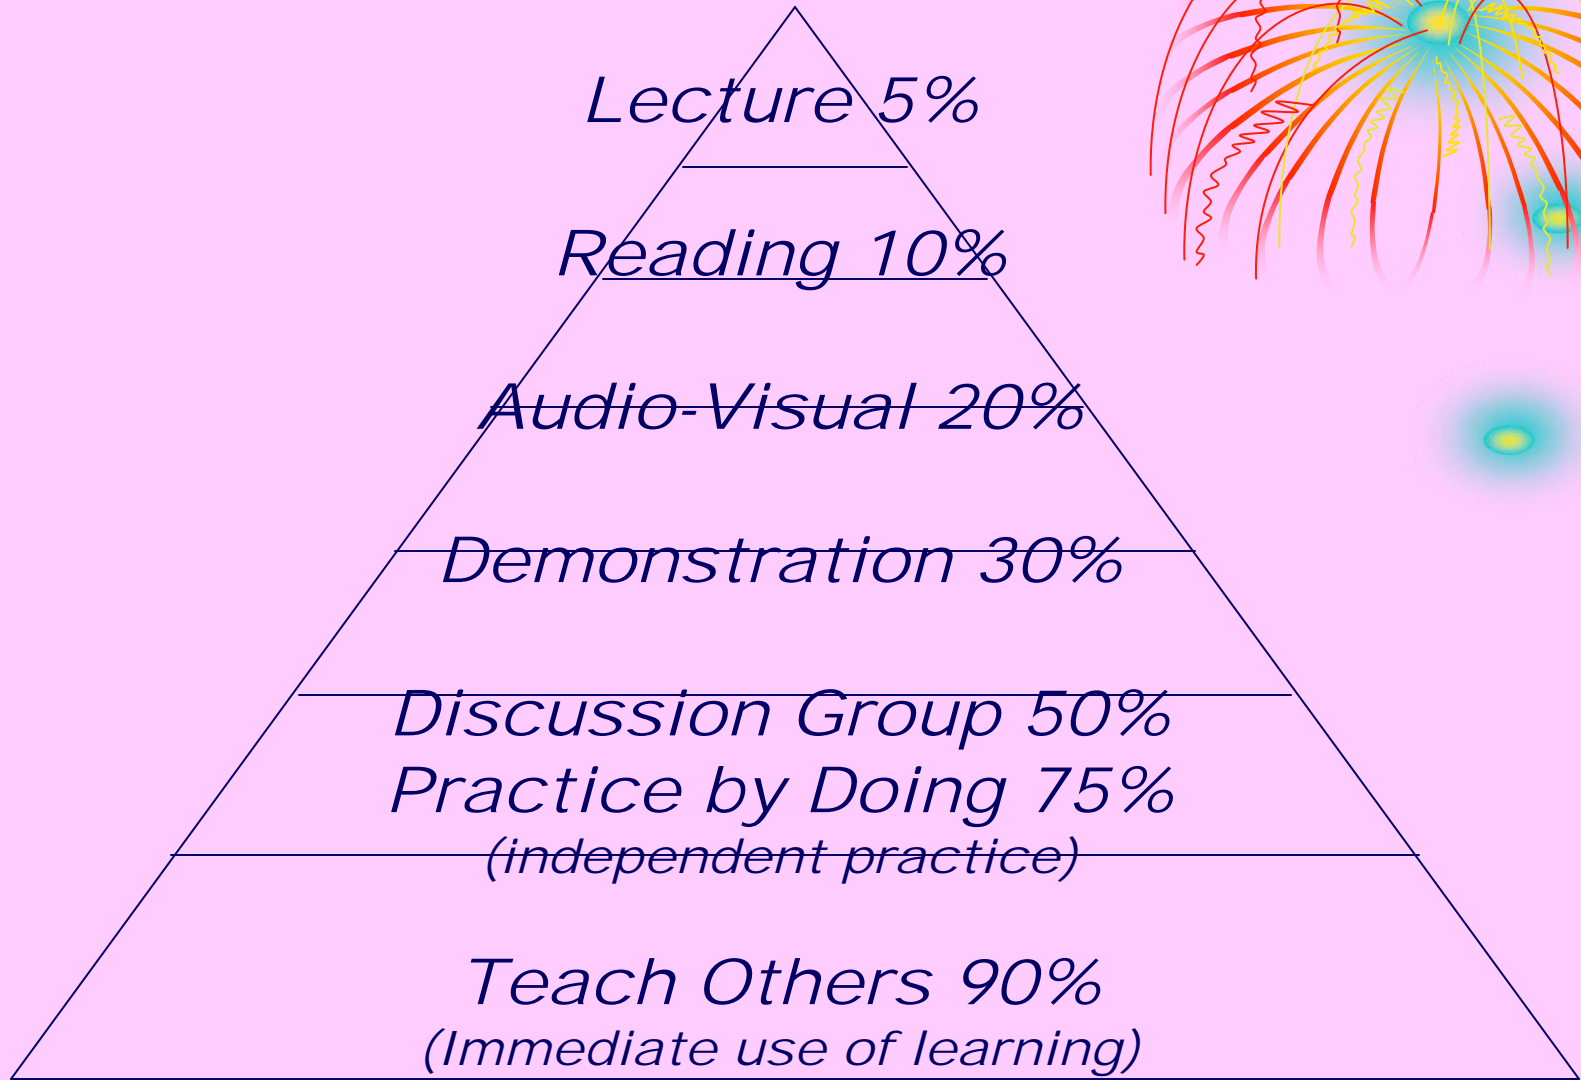 Lecture 5%
Reading 10%
Audio-Visual 20%
Demonstration 30%
Discussion Group 50%
Practice by Doing 75%
(independent practice)
Teach Others 90%
(Immediate use of learning)